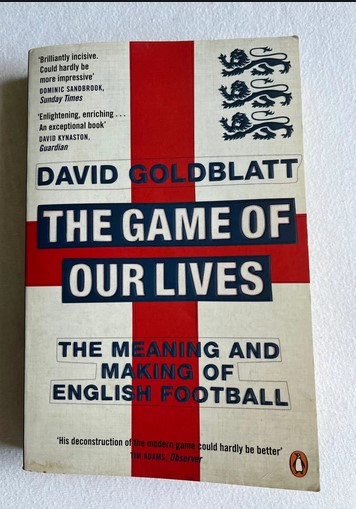 'Brilliantly incisive.
Could hardly be
more impressive'
DOMINIC SANDBROOK,
Sunday Times
'Enlightening, enriching . . .
An exceptional book'
DAVID KYNASTON,
Guardian
DAVID GOLDBLATT
THE GAME OF
OUR LIVES
THE MEANING AND
MAKING OF
ENGLISH FOOTBALL
'His deconstruction of the modern game could hardly be better'
TIM ADAMS, Observer